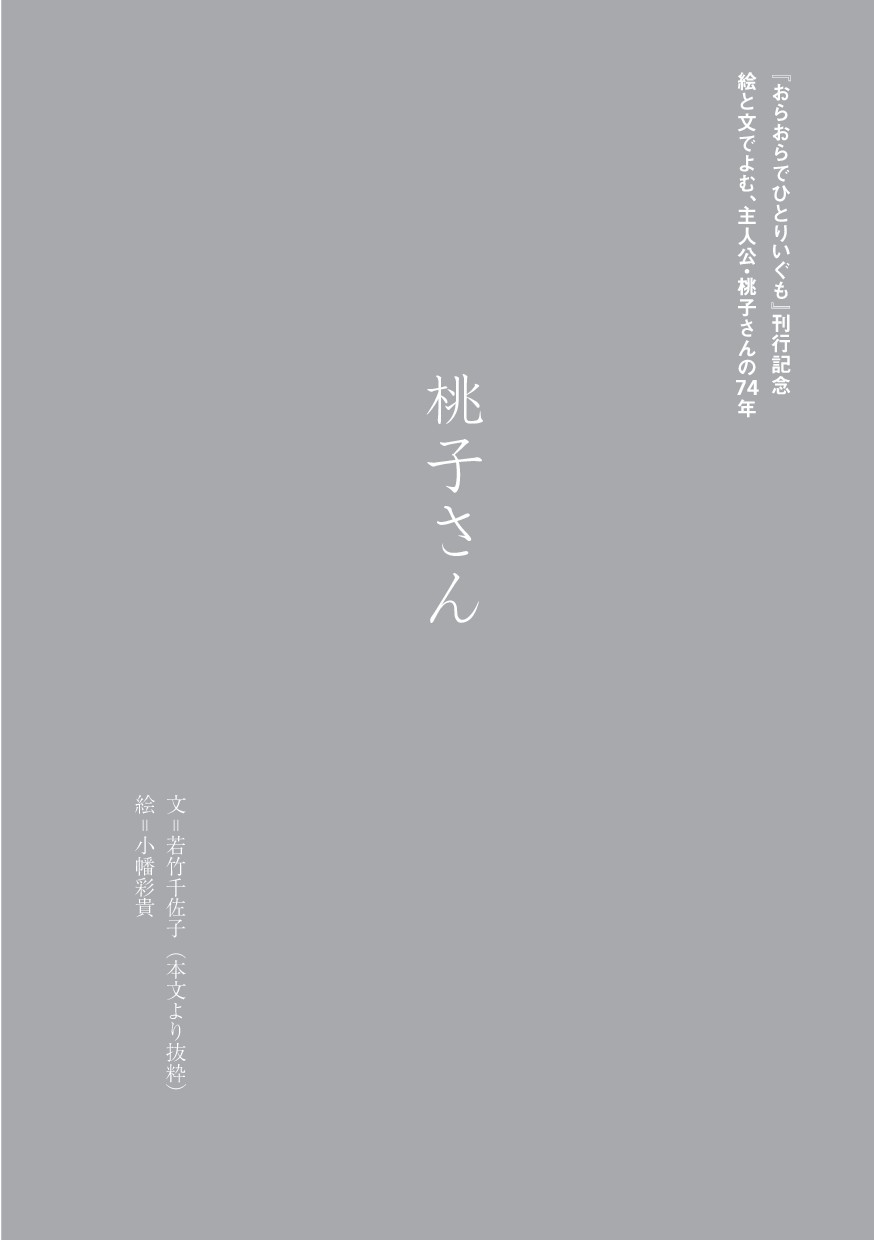 『おらおらでひとりいぐも』刊行記念
絵と文でよむ、主人公・桃子さんの74年
桃子さん
文＝若竹千佐子（本文より抜粋）
絵＝小幡彩貴